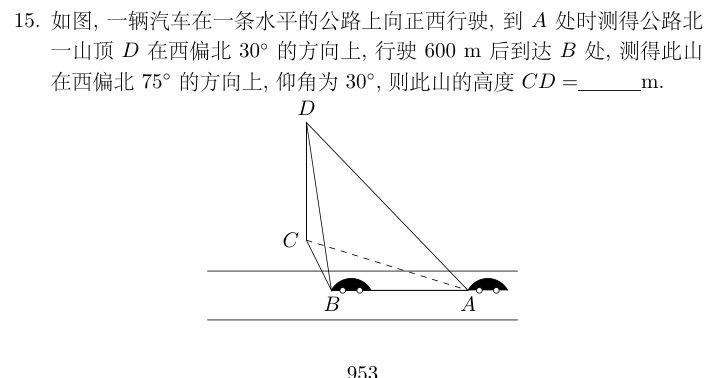 15. 如图, 一辆汽车在一条水平的公路上向正西行驶, 到 A 处时测得公路北
一山顶 D 在西偏北 30° 的方向上, 行驶 600 m 后到达 B 处, 测得此山
在西偏北 75° 的方向上, 仰角为 30°, 则此山的高度 CD =______m.
D
C
B
A
953